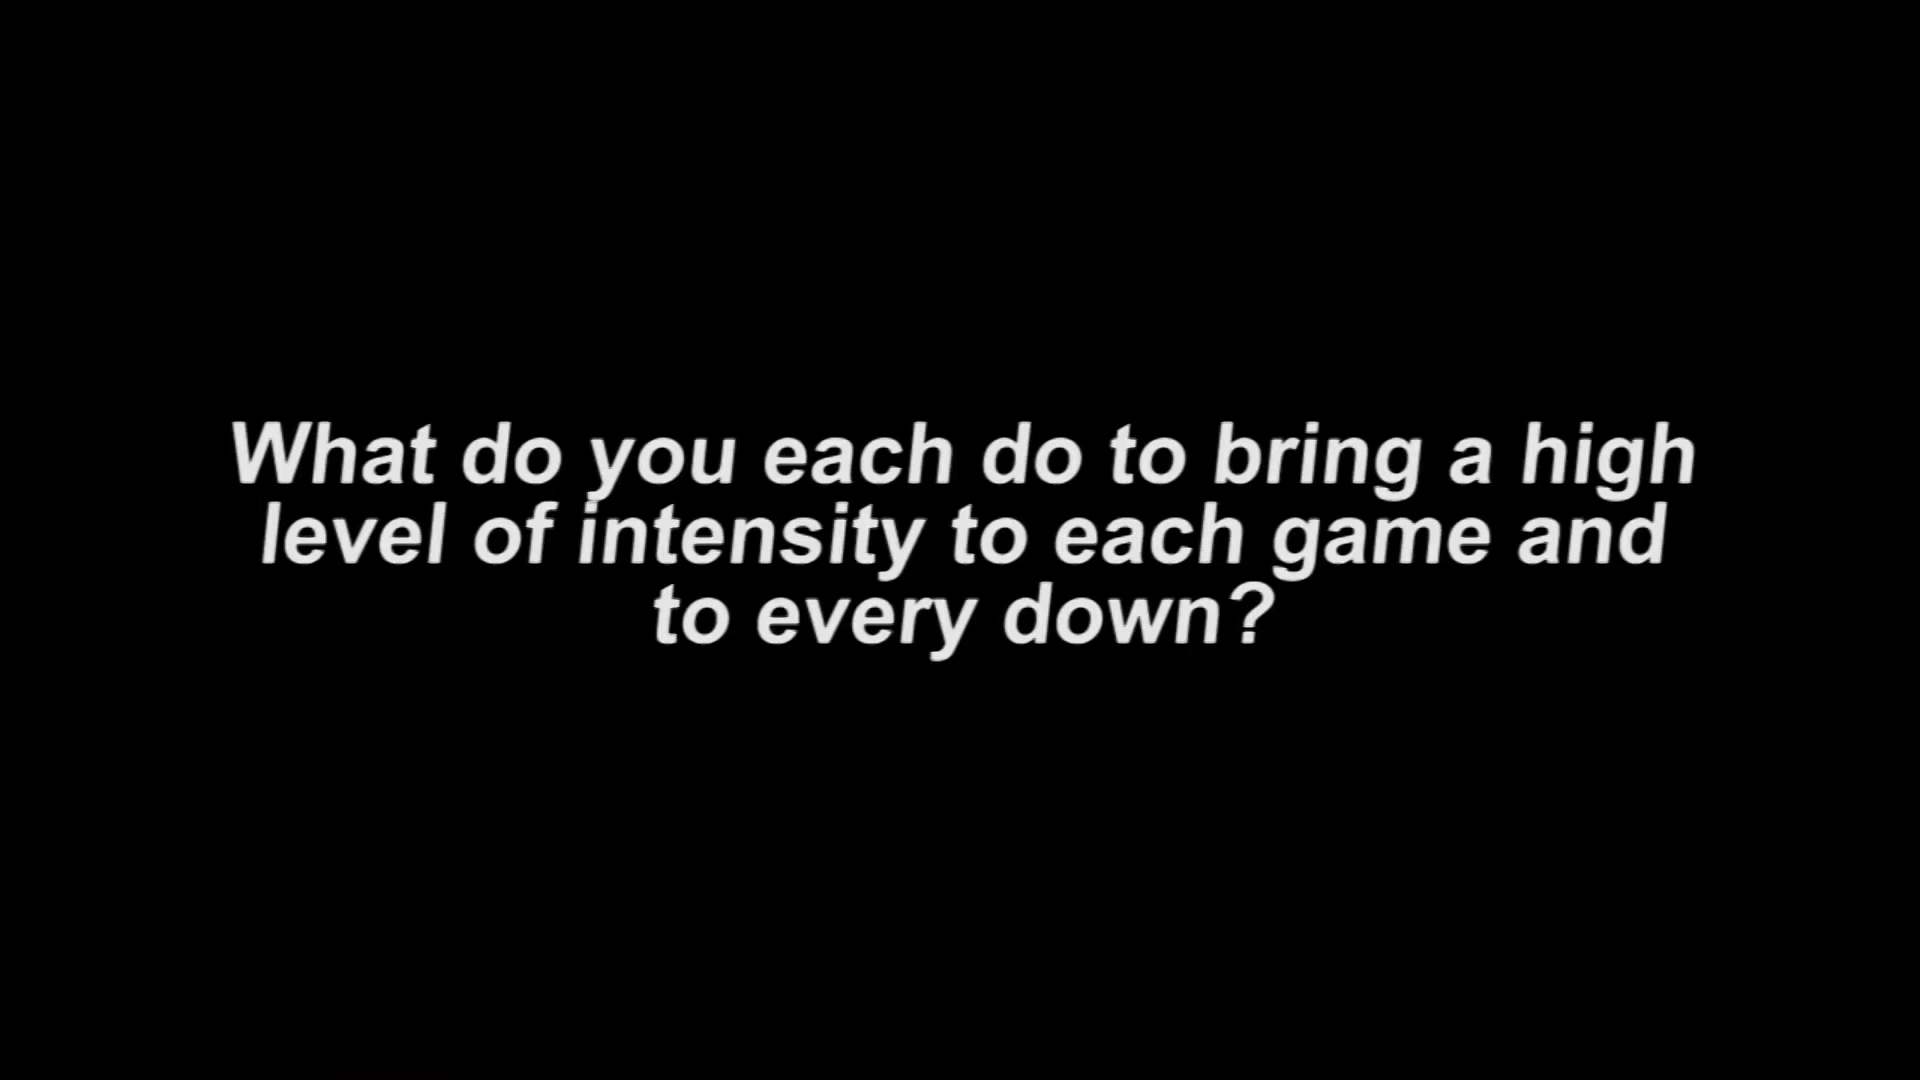 What do you each do to bring a high
level of intensity to each game and
to every down?